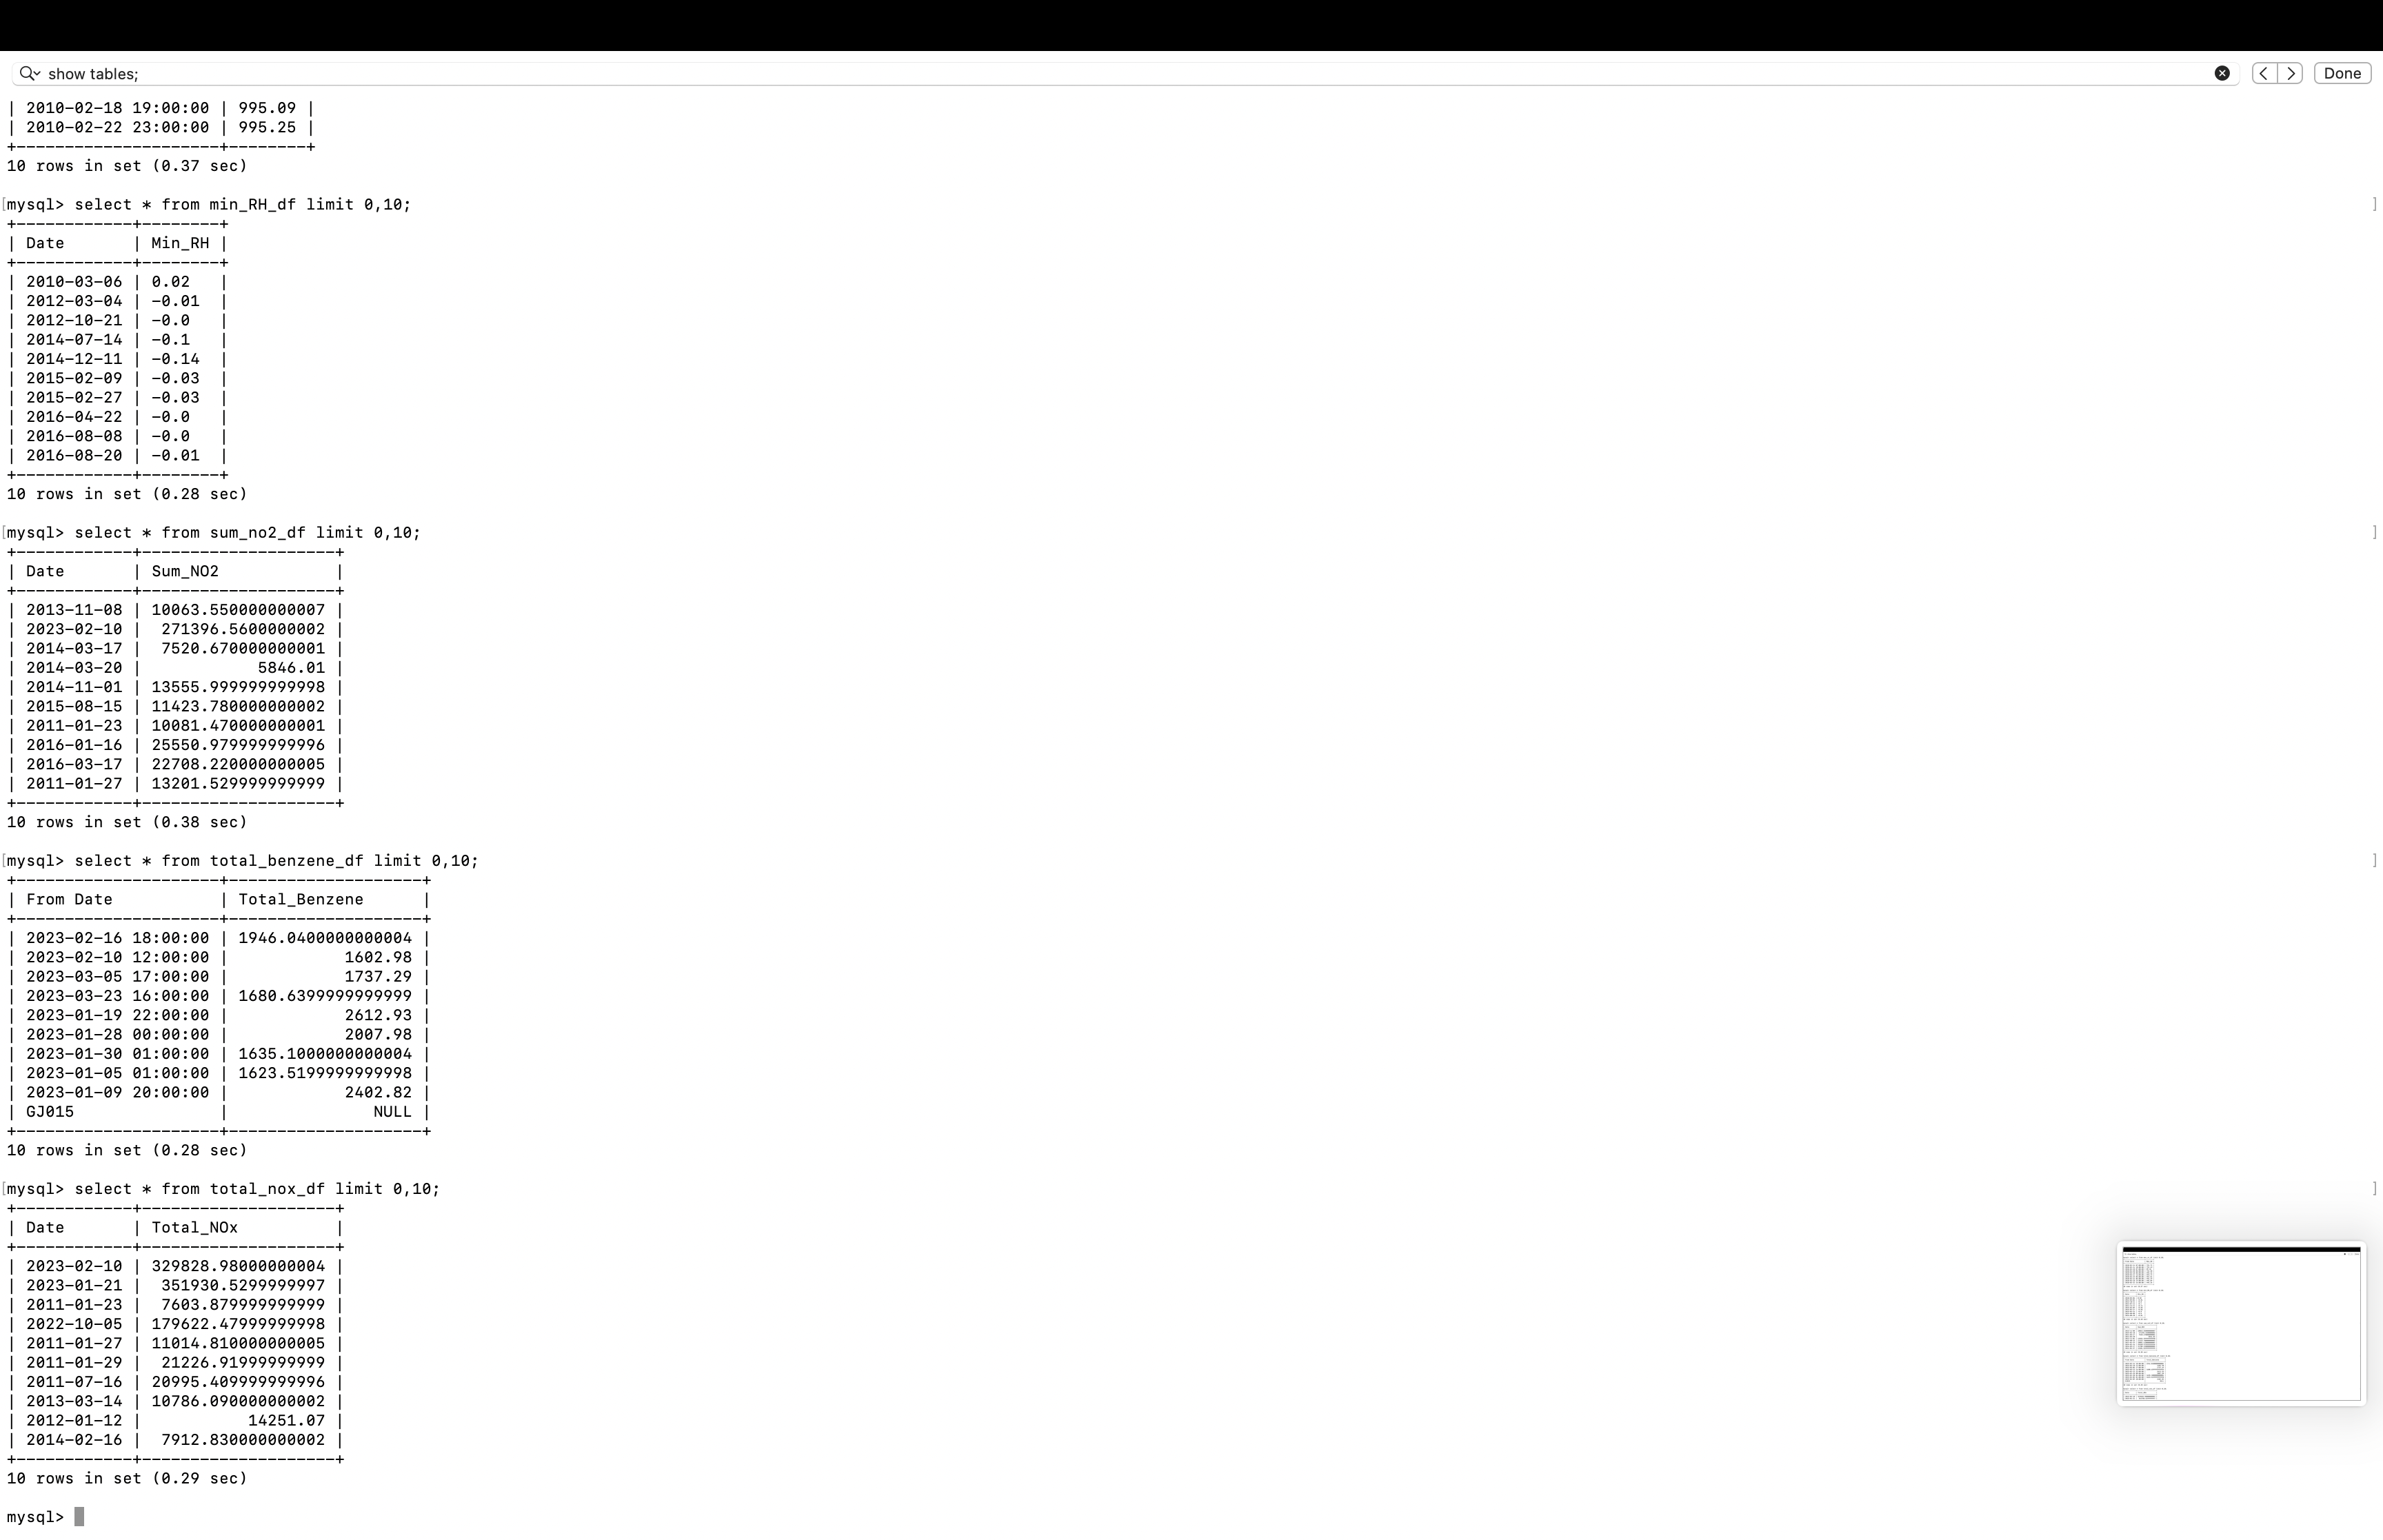 show tables;
Done
| 2010-02-18 19:00:00 | 995.09 |
| 2010-02-22 23:00:00 | 995.25 |
+---------------------+--------+
10 rows in set (0.37 sec)
[mysql> select * from min_RH_df limit 0,10; ]
+------------+--------+
| Date       | Min_RH |
+------------+--------+
| 2010-03-06 | 0.02   |
| 2012-03-04 | -0.01  |
| 2012-10-21 | -0.0   |
| 2014-07-14 | -0.1   |
| 2014-12-11 | -0.14  |
| 2015-02-09 | -0.03  |
| 2015-02-27 | -0.03  |
| 2016-04-22 | -0.0   |
| 2016-08-08 | -0.0   |
| 2016-08-20 | -0.01  |
+------------+--------+
10 rows in set (0.28 sec)
[mysql> select * from sum_no2_df limit 0,10; ]
+------------+--------------------+
| Date       | Sum_NO2            |
+------------+--------------------+
| 2013-11-08 | 10063.550000000007 |
| 2023-02-10 |  271396.5600000002 |
| 2014-03-17 |  7520.670000000001 |
| 2014-03-20 |            5846.01 |
| 2014-11-01 | 13555.999999999998 |
| 2015-08-15 | 11423.780000000002 |
| 2011-01-23 | 10081.470000000001 |
| 2016-01-16 | 25550.979999999996 |
| 2016-03-17 | 22708.220000000005 |
| 2011-01-27 | 13201.529999999999 |
+------------+--------------------+
10 rows in set (0.38 sec)
[mysql> select * from total_benzene_df limit 0,10; ]
+---------------------+--------------------+
| From Date           | Total_Benzene      |
+---------------------+--------------------+
| 2023-02-16 18:00:00 | 1946.0400000000004 |
| 2023-02-10 12:00:00 |            1602.98 |
| 2023-03-05 17:00:00 |            1737.29 |
| 2023-03-23 16:00:00 | 1680.6399999999999 |
| 2023-01-19 22:00:00 |            2612.93 |
| 2023-01-28 00:00:00 |            2007.98 |
| 2023-01-30 01:00:00 | 1635.1000000000004 |
| 2023-01-05 01:00:00 | 1623.5199999999998 |
| 2023-01-09 20:00:00 |            2402.82 |
| GJ015               |               NULL |
+---------------------+--------------------+
10 rows in set (0.28 sec)
[mysql> select * from total_nox_df limit 0,10; ]
+------------+--------------------+
| Date       | Total_NOx          |
+------------+--------------------+
| 2023-02-10 | 329828.98000000004 |
| 2023-01-21 |  351930.5299999997 |
| 2011-01-23 |  7603.879999999999 |
| 2022-10-05 | 179622.47999999998 |
| 2011-01-27 | 11014.810000000005 |
| 2011-01-29 |  21226.91999999999 |
| 2011-07-16 | 20995.409999999996 |
| 2013-03-14 | 10786.090000000002 |
| 2012-01-12 |           14251.07 |
| 2014-02-16 |  7912.830000000002 |
+------------+--------------------+
10 rows in set (0.29 sec)
mysql>